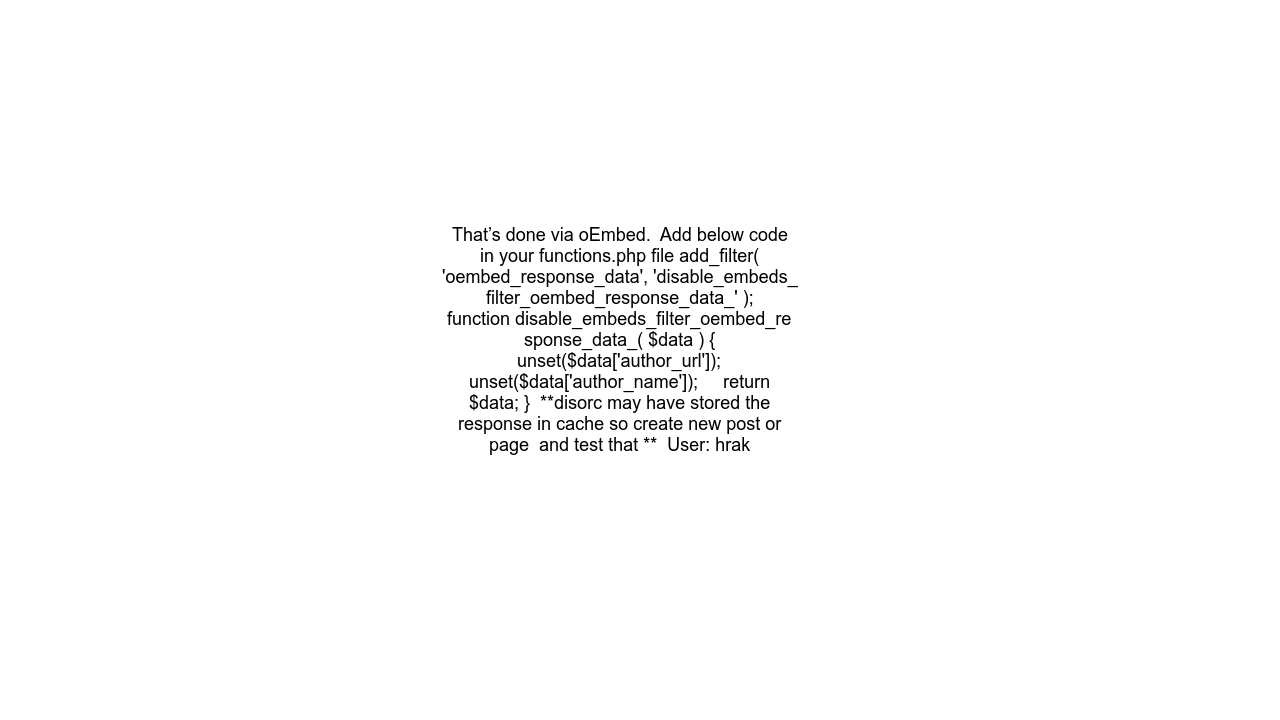 That’s done via oEmbed.  Add below code
in your functions.php file add_filter(
'oembed_response_data', 'disable_embeds_
filter_oembed_response_data_' );
function disable_embeds_filter_oembed_re
sponse_data_( $data ) {
unset($data['author_url']);
unset($data['author_name']);     return
$data; }  **disorc may have stored the
response in cache so create new post or
page  and test that **  User: hrak